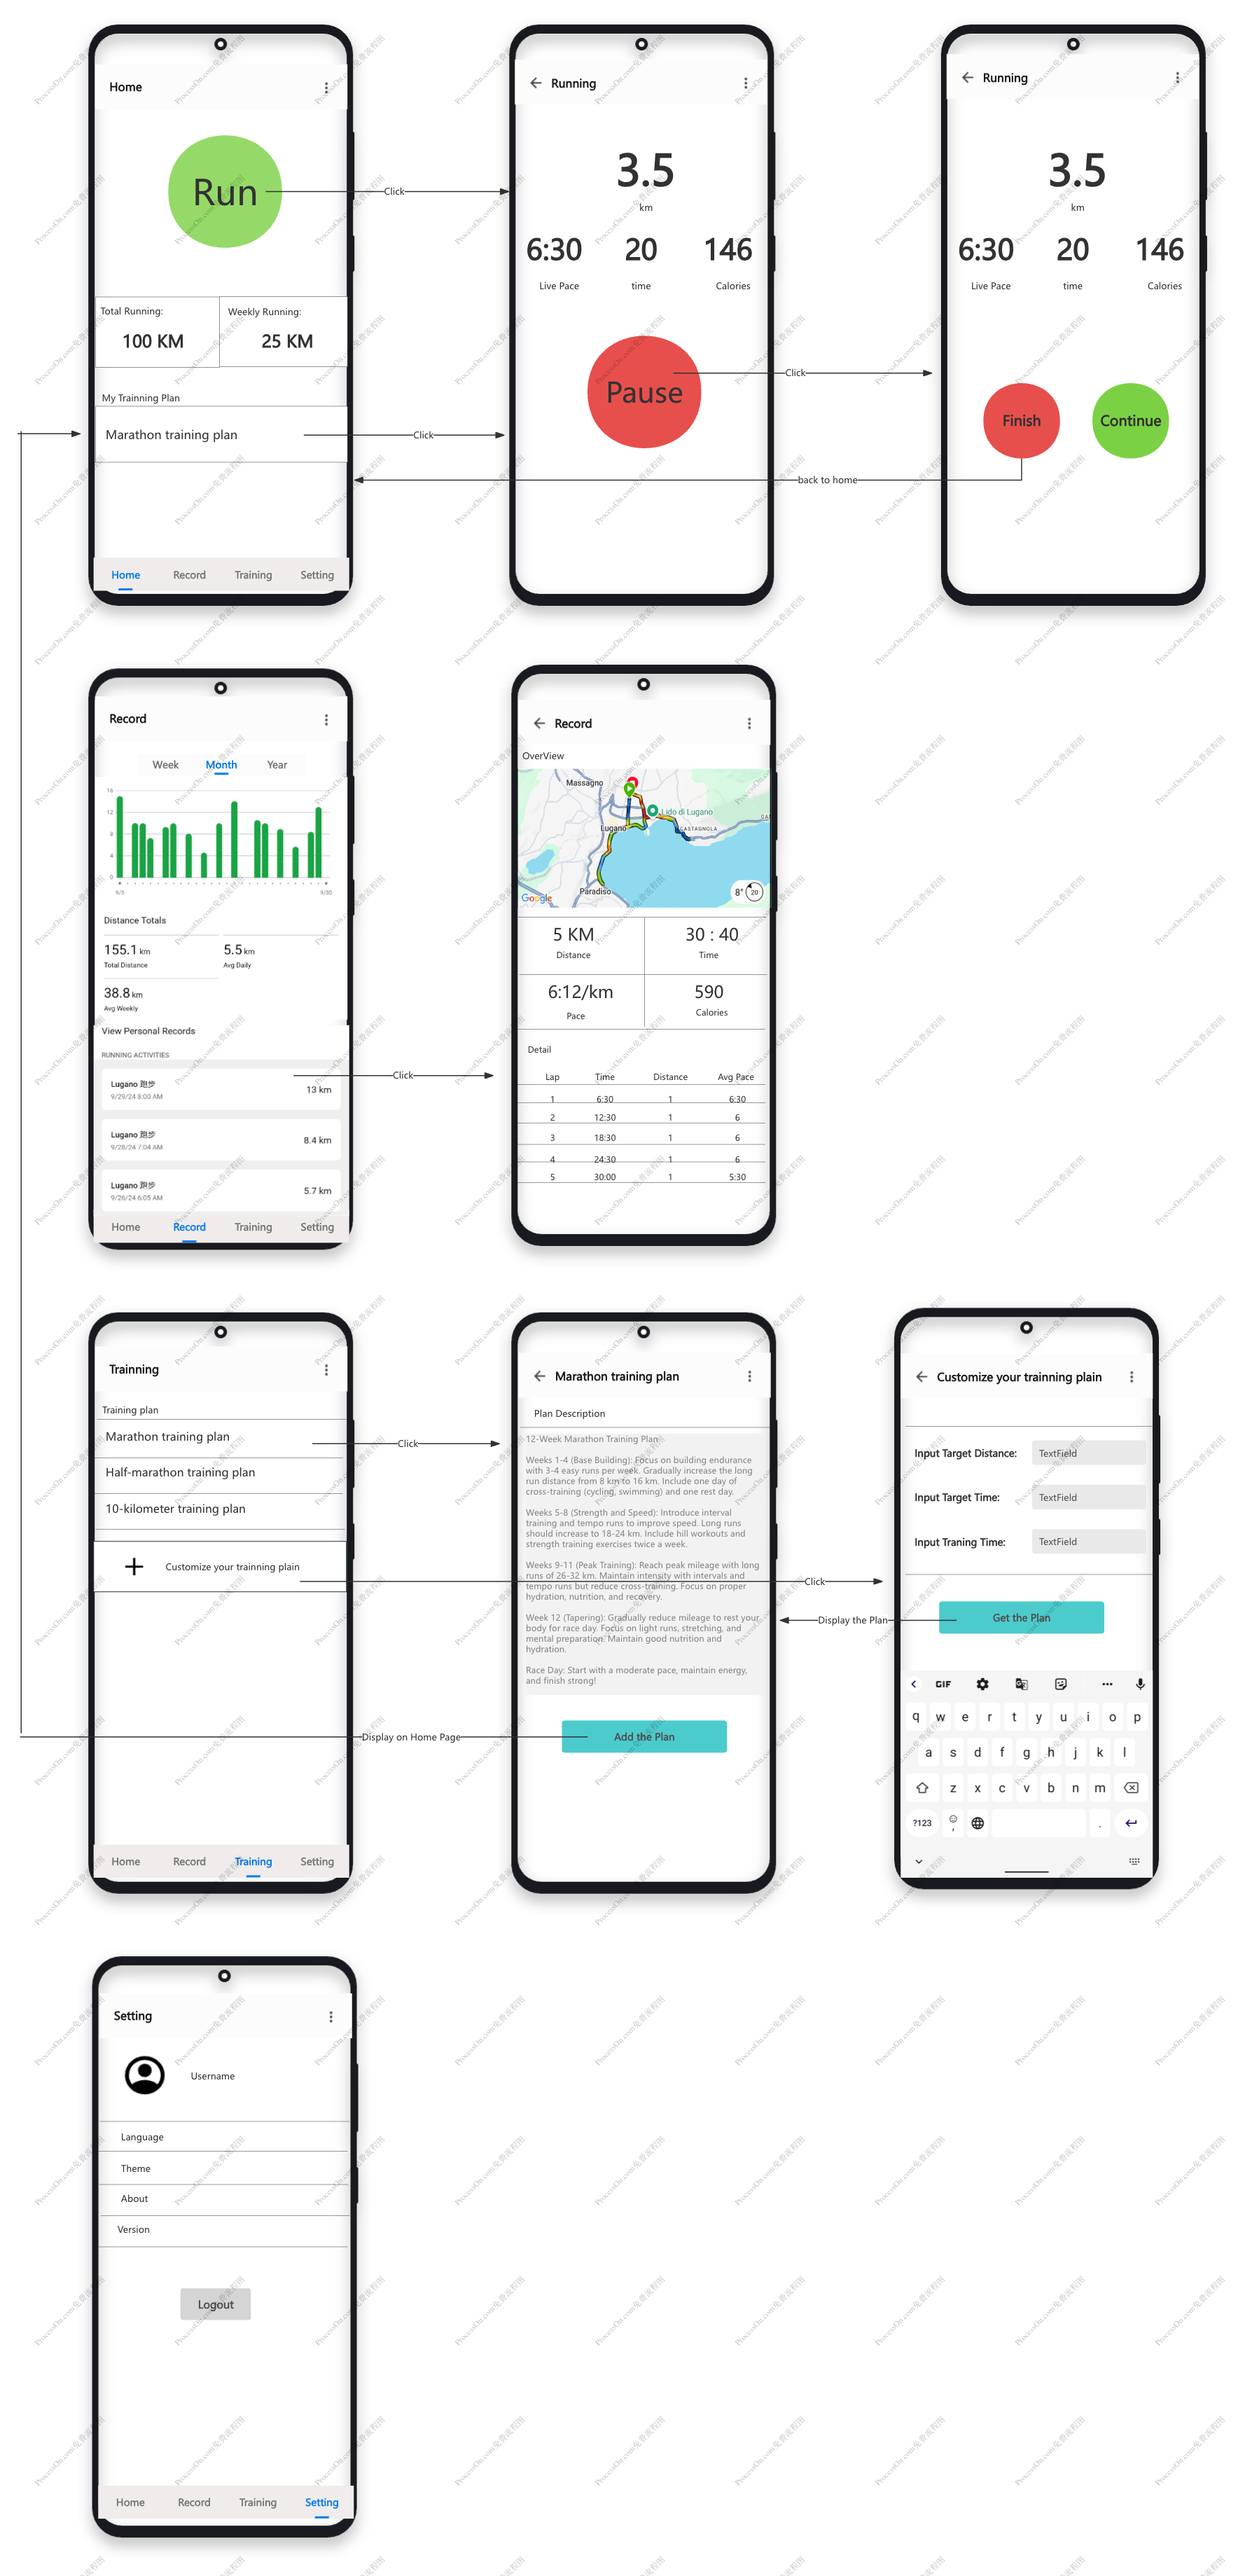 Home
Run
Click
Total Running:
100 KM
Weekly Running:
25 KM
My Trainning Plan
Marathon training plan
Click
Home Record Training Setting
Running
3.5
km
6:30 20 146
Live Pace time Calories
Pause
Click
back to home
Running
3.5
km
6:30 20 146
Live Pace time Calories
Finish
Continue
Record
Week Month Year
16
12
8
4
0
9/5 9/30
Distance Totals
155.1 km
Total Distance
5.5 km
Avg Daily
38.8 km
Avg Weekly
View Personal Records
RUNNING ACTIVITIES
Lugano 跑步
9/29/24 8:00 AM
13 km
Click
Lugano 跑步
9/28/24 7:04 AM
8.4 km
Lugano 跑步
9/26/24 6:05 AM
5.7 km
Home Record Training Setting
Record
OverView
Massagno
Lido di Lugano
Lugano
CASTAGNOLA
Paradiso
Google
8° 20
5 KM
Distance
30 : 40
Time
6:12/km
Pace
590
Calories
Detail
Lap Time Distance Avg Pace
1 6:30 1 6:30
2 12:30 1 6
3 18:30 1 6
4 24:30 1 6
5 30:00 1 5:30
Trainning
Training plan
Marathon training plan
Click
Half-marathon training plan
10-kilometer training plan
Customize your trainning plain
Click
Display on Home Page
Home Record Training Setting
Marathon training plan
Plan Description
12-Week Marathon Training Plan
Weeks 1-4 (Base Building): Focus on building endurance
with 3-4 easy runs per week. Gradually increase the long
run distance from 8 km to 16 km. Include one day of
cross-training (cycling, swimming) and one rest day.
Weeks 5-8 (Strength and Speed): Introduce interval
training and tempo runs to improve speed. Long runs
should increase to 18-24 km. Include hill workouts and
strength training exercises twice a week.
Weeks 9-11 (Peak Training): Reach peak mileage with long
runs of 26-32 km. Maintain intensity with intervals and
tempo runs but reduce cross-training. Focus on proper
hydration, nutrition, and recovery.
Week 12 (Tapering): Gradually reduce mileage to rest your
body for race day. Focus on light runs, stretching, and
mental preparation. Maintain good nutrition and
hydration.
Race Day: Start with a moderate pace, maintain energy,
and finish strong!
Add the Plan
Customize your trainning plain
Input Target Distance: TextField
Input Target Time: TextField
Input Traning Time: TextField
Get the Plan
Display the Plan
GIF
q w e r t y u i o p
a s d f g h j k l
z x c v b n m
?123 , .
Setting
Username
Language
Theme
About
Version
Logout
Home Record Training Setting
ProcessOn.com免费流程图